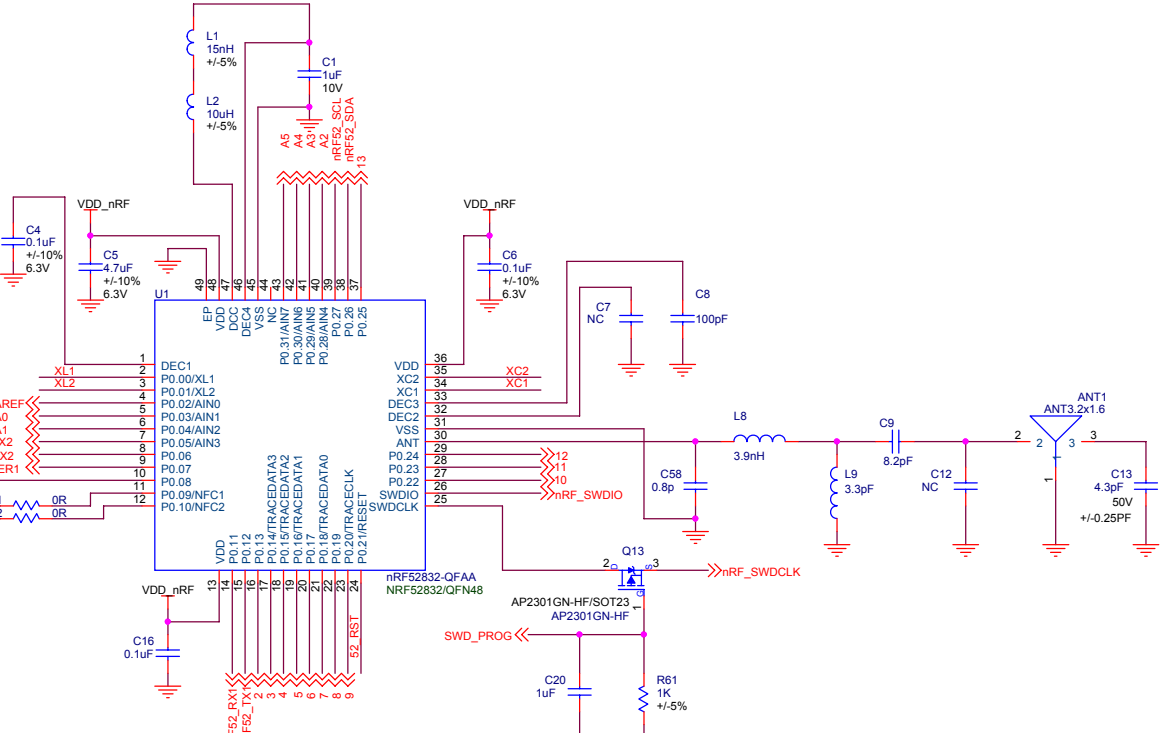 L1
15nH
+/-5%
L2
10uH
+/-5%
C1
1uF
10V
A5
A4
A3
A2
nRF52_SCL
nRF52_SDA
13
VDD_nRF
VDD_nRF
C4
0.1uF
+/-10%
6.3V
C5
4.7uF
+/-10%
6.3V
C6
0.1uF
+/-10%
6.3V
C7
NC
C8
100pF
49
48
47
46
45
44
43
42
41
40
39
38
37
U1
EP
VDD
DCC
DEC4
VSS
NC
P0.31/AIN7
P0.30/AIN6
P0.29/AIN5
P0.28/AIN4
P0.27
P0.26
P0.25
1 DEC1
XL1 2 P0.00/XL1
XL2 3 P0.01/XL2
AREF 4 P0.02/AIN0
5 P0.03/AIN1
6 P0.04/AIN2
X2 7 P0.05/AIN3
X2 8 P0.06
ER1 9 P0.07
10 P0.08
0R 11 P0.09/NFC1
0R 12 P0.10/NFC2
VDD 36
XC2 35 XC2
XC1 34 XC1
DEC3 33
DEC2 32
VSS 31
ANT 30
P0.24 29 12
P0.23 28 11
P0.22 27 10
SWDIO 26 nRF_SWDIO
SWDCLK 25
VDD
P0.11
P0.12
P0.13
P0.14/TRACEDATA3
P0.15/TRACEDATA2
P0.16/TRACEDATA1
P0.17
P0.18/TRACEDATA0
P0.19
P0.20/TRACECLK
P0.21/RESET
13
14
15
16
17
18
19
20
21
22
23
24
nRF52832-QFAA
NRF52832/QFN48
VDD_nRF
C16
0.1uF
52_RST
F52_RX1
F52_TX1
2
3
4
5
6
7
8
9
L8
3.9nH
C58
0.8p
L9
3.3pF
C9
8.2pF
C12
NC
ANT1
ANT3.2x1.6
2 2 3 3
1
1
C13
4.3pF
50V
+/-0.25PF
Q13
2 D S 3
G
1
nRF_SWDCLK
AP2301GN-HF/SOT23
AP2301GN-HF
SWD_PROG
C20
1uF
R61
1K
+/-5%